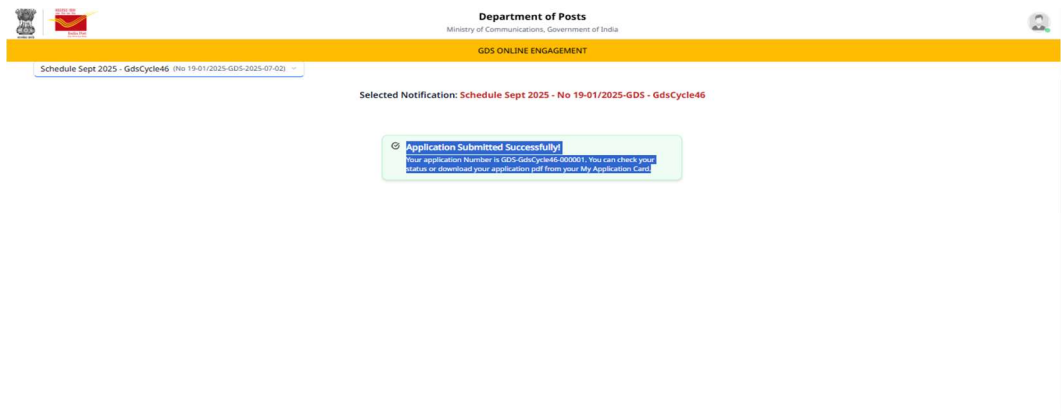 Department of Posts
Ministry of Communications, Government of India
India Post
GDS ONLINE ENGAGEMENT
Schedule Sept 2025 - GdsCycle46 (No 19-01/2025-GDS-2025-07-02)
Selected Notification: Schedule Sept 2025 - No 19-01/2025-GDS - GdsCycle46
Application Submitted Successfully!
Your application Number is GDS-GdsCycle46-000001. You can check your
status or download your application pdf from your My Application Card.